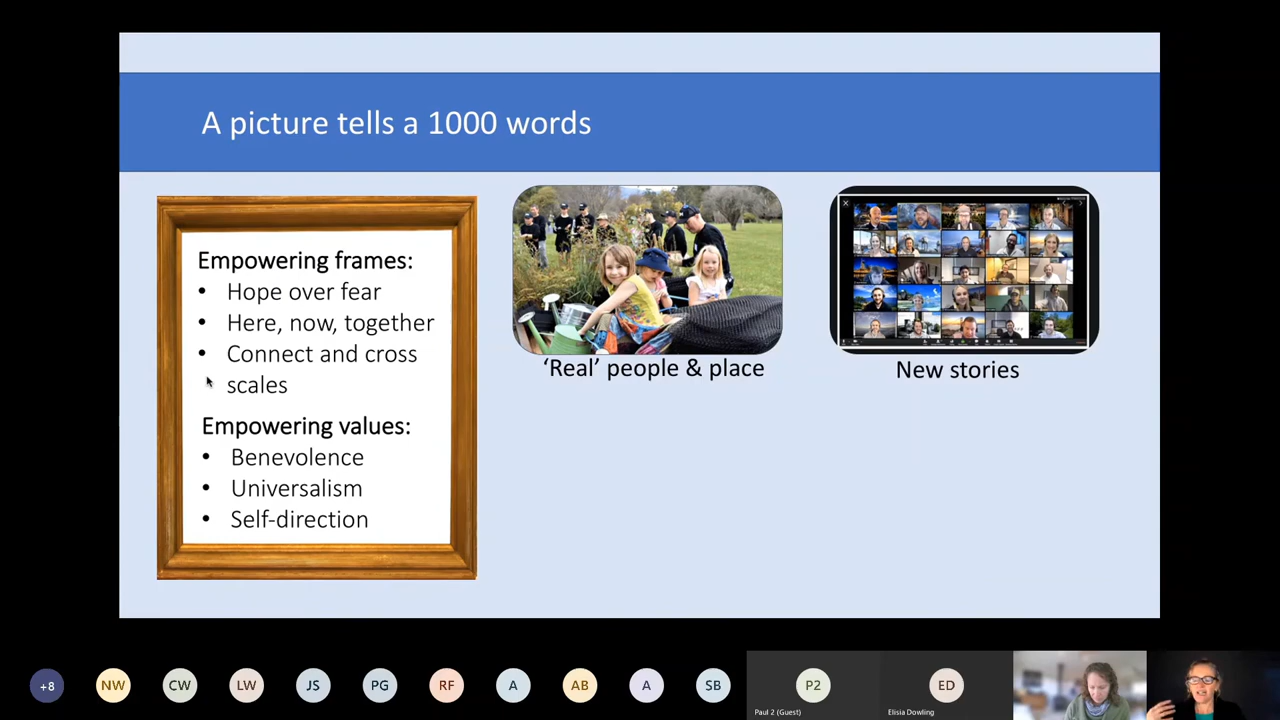 A picture tells a 1000 words
Empowering frames:
• Hope over fear
• Here, now, together
• Connect and cross
scales
Empowering values:
• Benevolence
• Universalism
• Self-direction
‘Real’ people & place
New stories
+8
NW
CW
LW
JS
PG
RF
A
AB
A
SB
P2
Paul 2 (Guest)
ED
Elisia Dowling